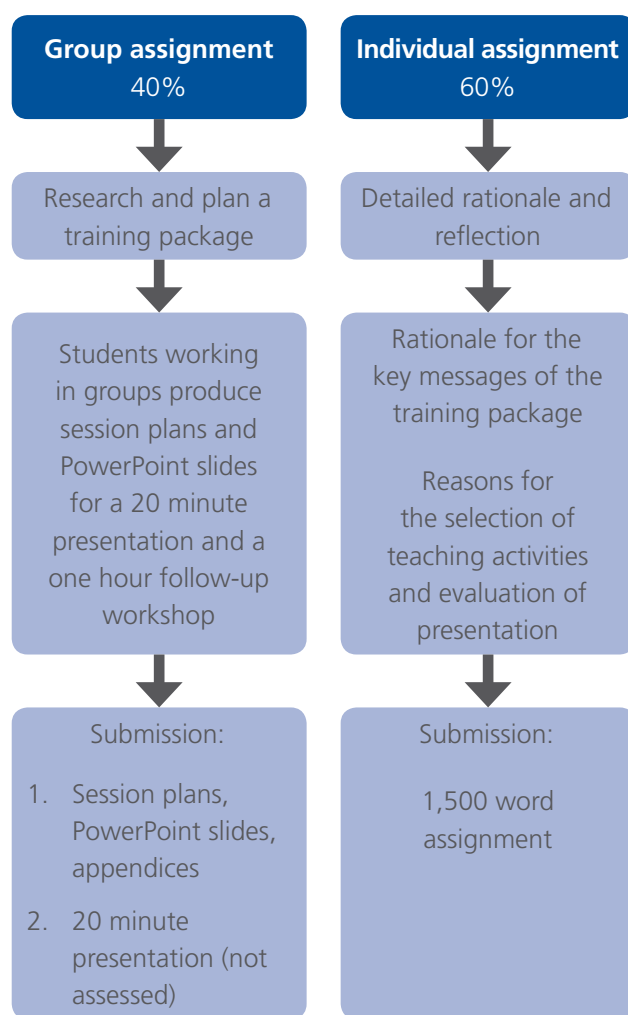 Group assignment
40%
Research and plan a
training package
Students working
in groups produce
session plans and
PowerPoint slides
for a 20 minute
presentation and a
one hour follow-up
workshop
Submission:
1. Session plans,
PowerPoint slides,
appendices
2. 20 minute
presentation (not
assessed)
Individual assignment
60%
Detailed rationale and
reflection
Rationale for the
key messages of the
training package
Reasons for
the selection of
teaching activities
and evaluation of
presentation
Submission:
1,500 word
assignment